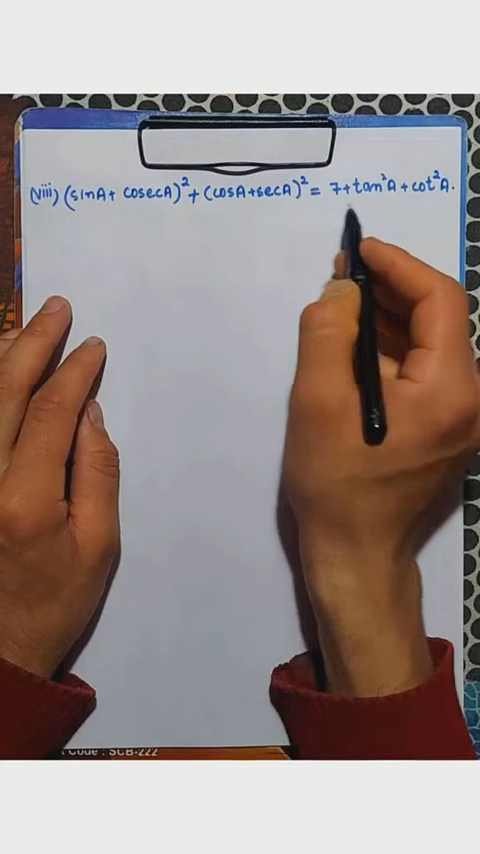 (viii) (sinA+ cosecA)² + (cosA+secA)² = 7+tan²A+cot²A.
Code : SCB-222